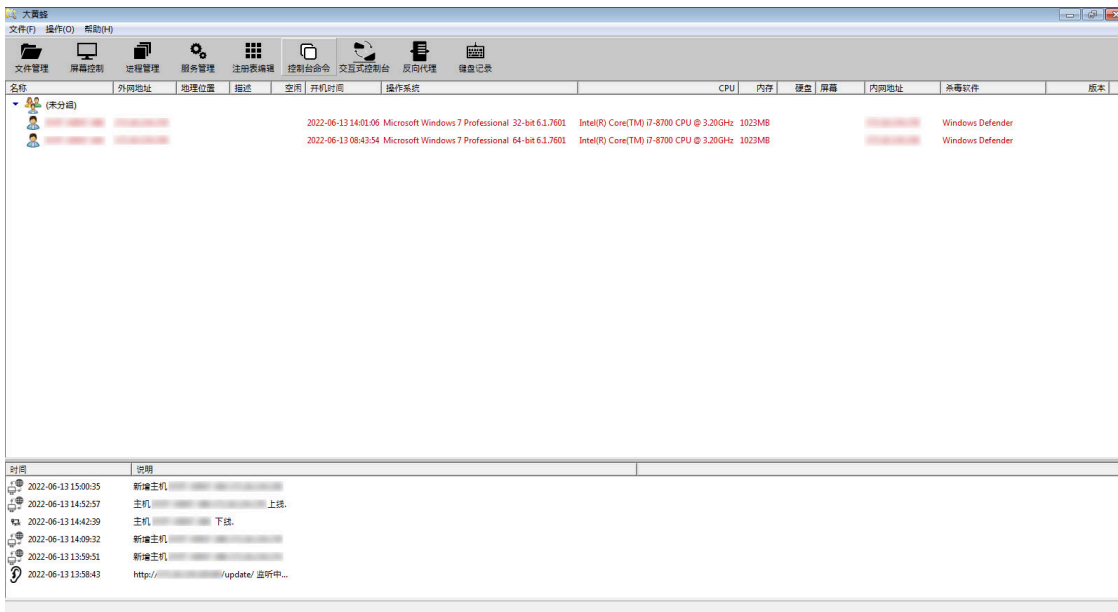 大黄蜂
文件(F) 操作(O) 帮助(H)
文件管理 屏幕控制 进程管理 服务管理 注册表编辑 控制台命令 交互式控制台 反向代理 键盘记录
名称 外网地址 地理位置 描述 空闲 开机时间 操作系统 CPU 内存 硬盘 屏幕 内网地址 杀毒软件 版本
(未分组)
2022-06-13 14:01:06 Microsoft Windows 7 Professional 32-bit 6.1.7601 Intel(R) Core(TM) i7-8700 CPU @ 3.20GHz 1023MB Windows Defender
2022-06-13 08:43:54 Microsoft Windows 7 Professional 64-bit 6.1.7601 Intel(R) Core(TM) i7-8700 CPU @ 3.20GHz 1023MB Windows Defender
时间 说明
2022-06-13 15:00:35 新增主机
2022-06-13 14:52:57 主机 上线.
2022-06-13 14:42:39 主机 下线.
2022-06-13 14:09:32 新增主机
2022-06-13 13:59:51 新增主机
2022-06-13 13:58:43 http:// /update/ 监听中...